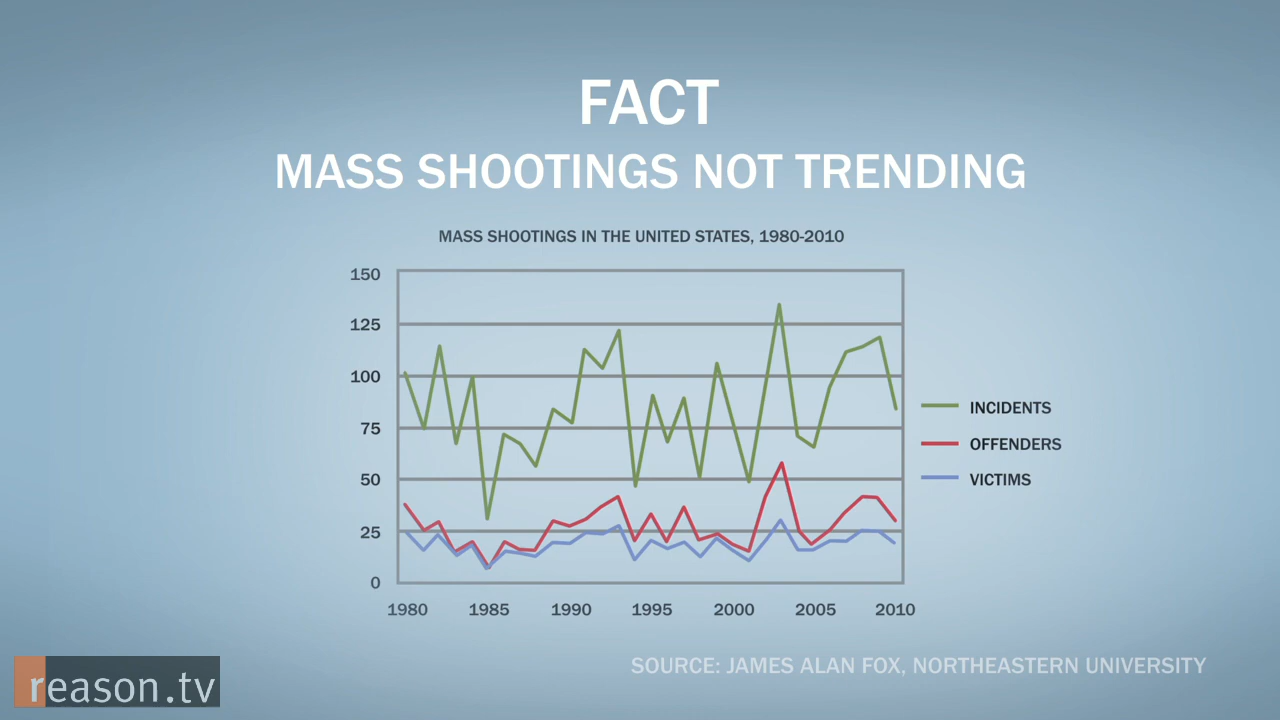 FACT
MASS SHOOTINGS NOT TRENDING
MASS SHOOTINGS IN THE UNITED STATES, 1980-2010
150
125
100
75
50
25
0
1980 1985 1990 1995 2000 2005 2010
INCIDENTS
OFFENDERS
VICTIMS
SOURCE: JAMES ALAN FOX, NORTHEASTERN UNIVERSITY
reason.tv